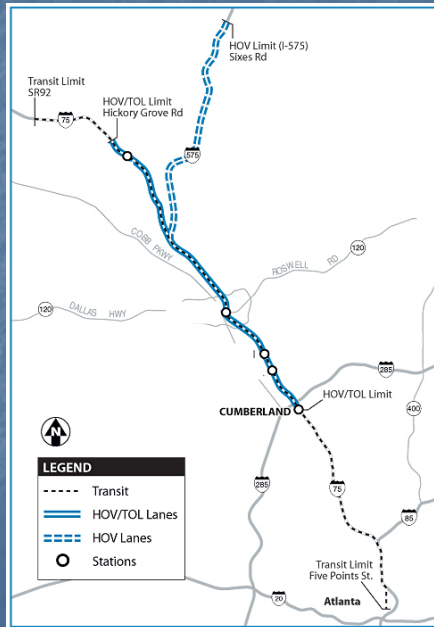 HOV Limit (I-575)
Sixes Rd
Transit Limit
SR92
HOV/TOL Limit
Hickory Grove Rd
75
575
COBB PKWY
ROSWELL RD
120
120
DALLAS HWY
285
I
HOV/TOL Limit
CUMBERLAND
400
N
285
75
85
LEGEND
Transit
HOV/TOL Lanes
HOV Lanes
Stations
Transit Limit
Five Points St.
20
Atlanta